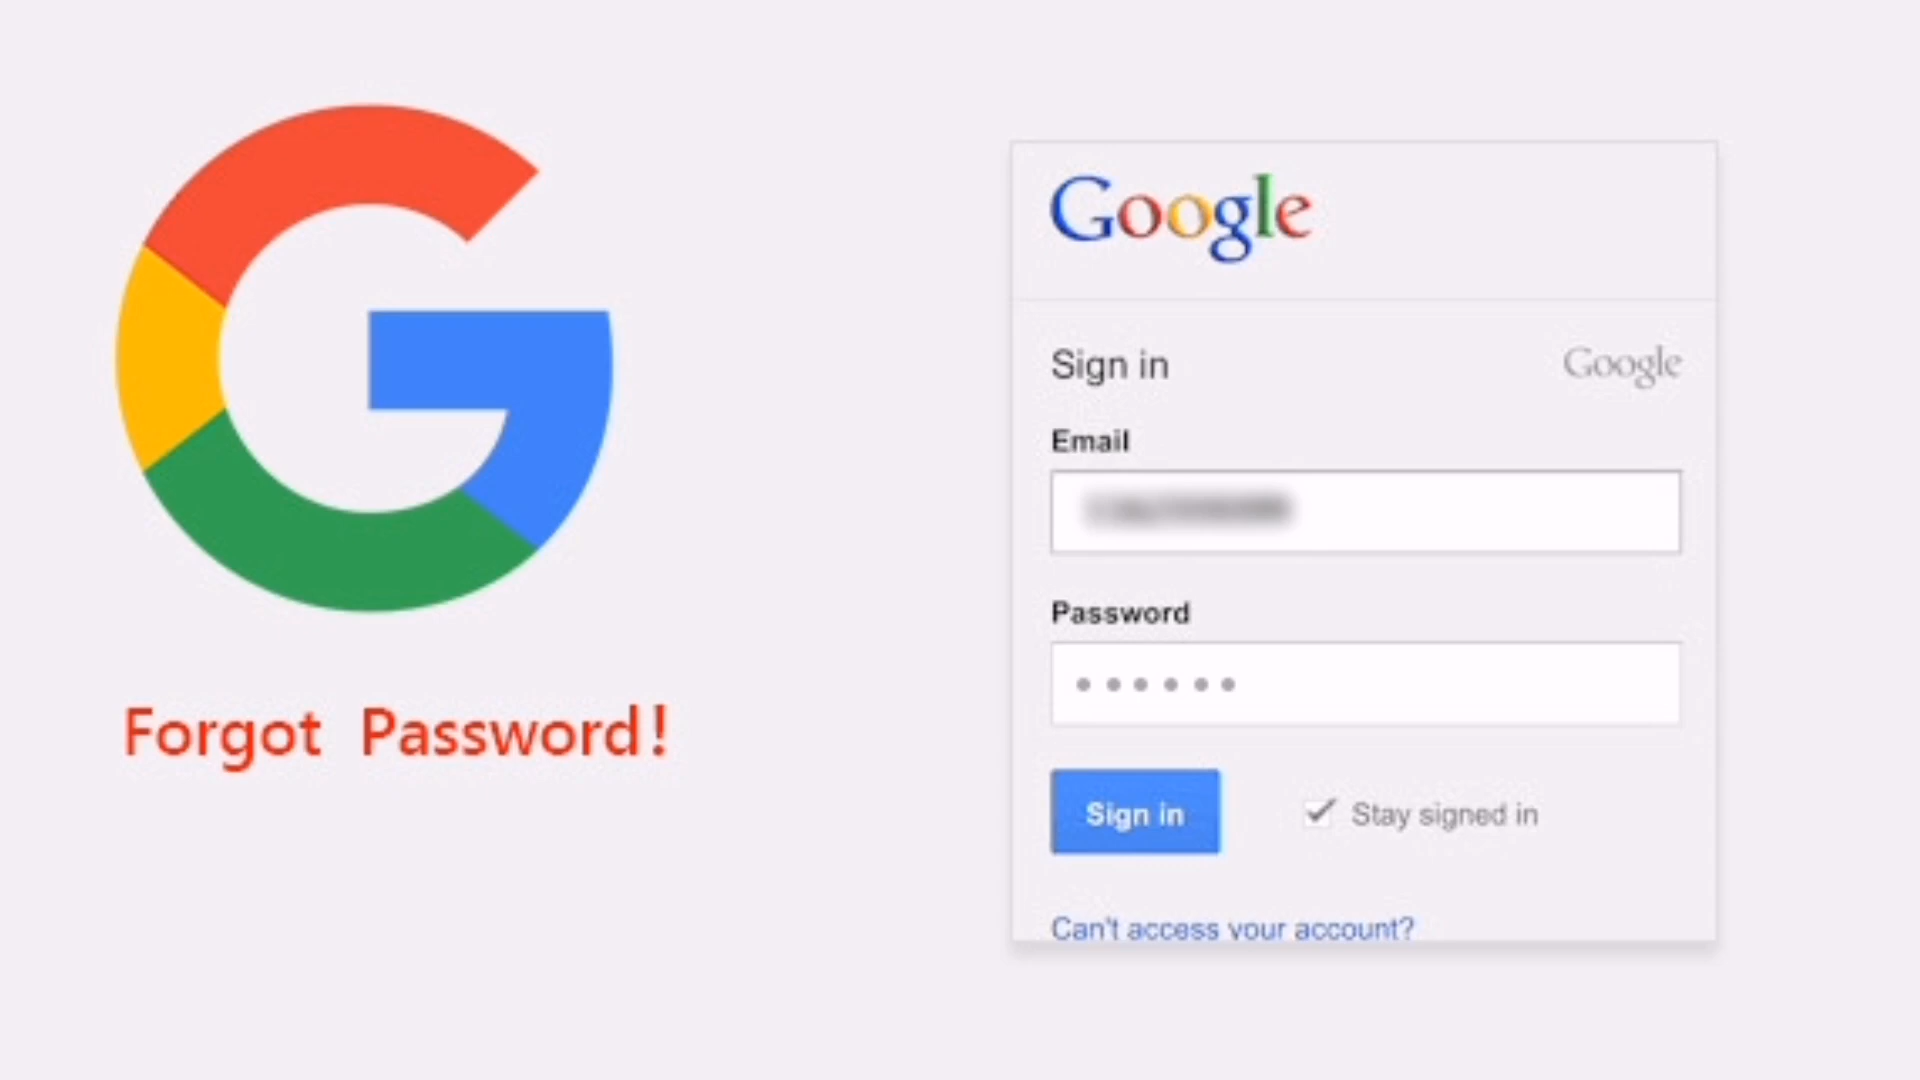 Forgot Password!
Google
Sign in
Google
Email
Password
Sign in
Stay signed in
Can't access your account?